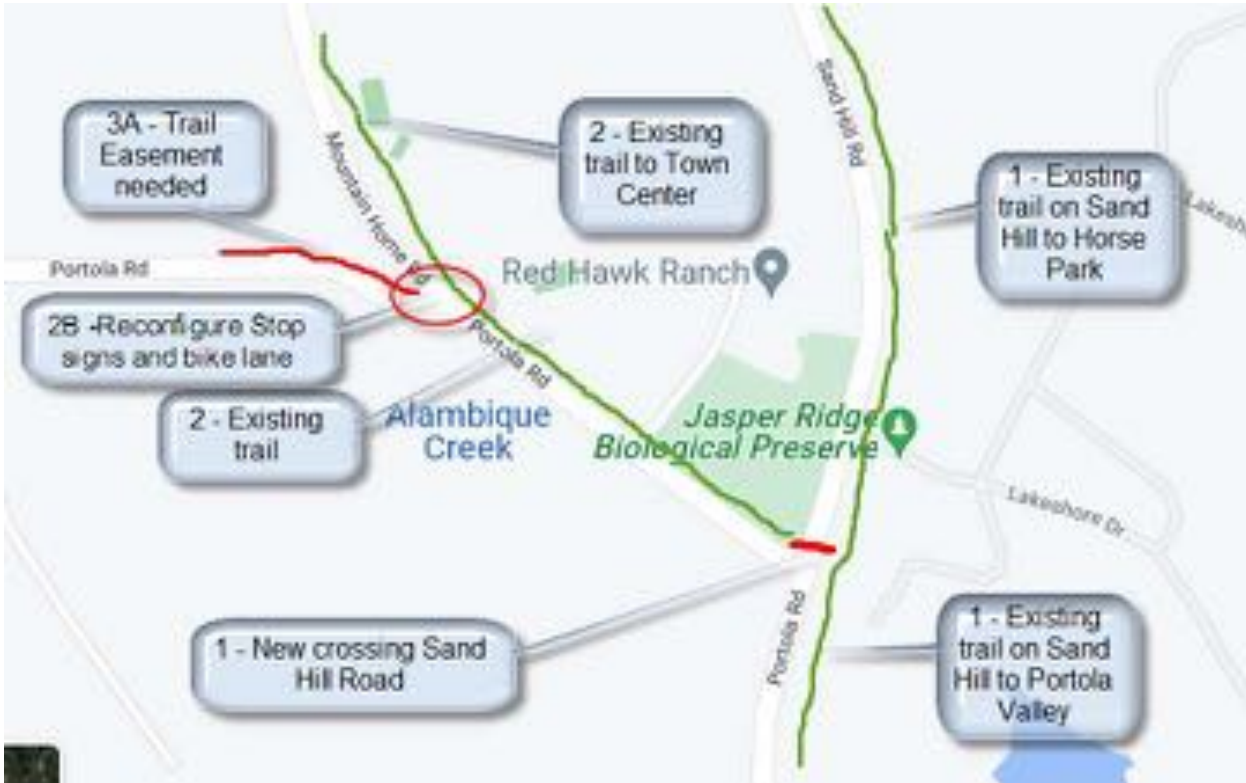 3A - Trail
Easement
needed
2 - Existing
trail to Town
Center
Sand Hill Rd
1 - Existing
trail on Sand
Hill to Horse
Park
Mountain Home Rd
Portola Rd
Red Hawk Ranch
2B -Reconfigure Stop
signs and bike lane
Portola Rd
2 - Existing
trail
Alambique
Creek
Jasper Ridge
Biological Preserve
Lakeshore Dr
1 - New crossing Sand
Hill Road
Portola Rd
1 - Existing
trail on Sand
Hill to Portola
Valley